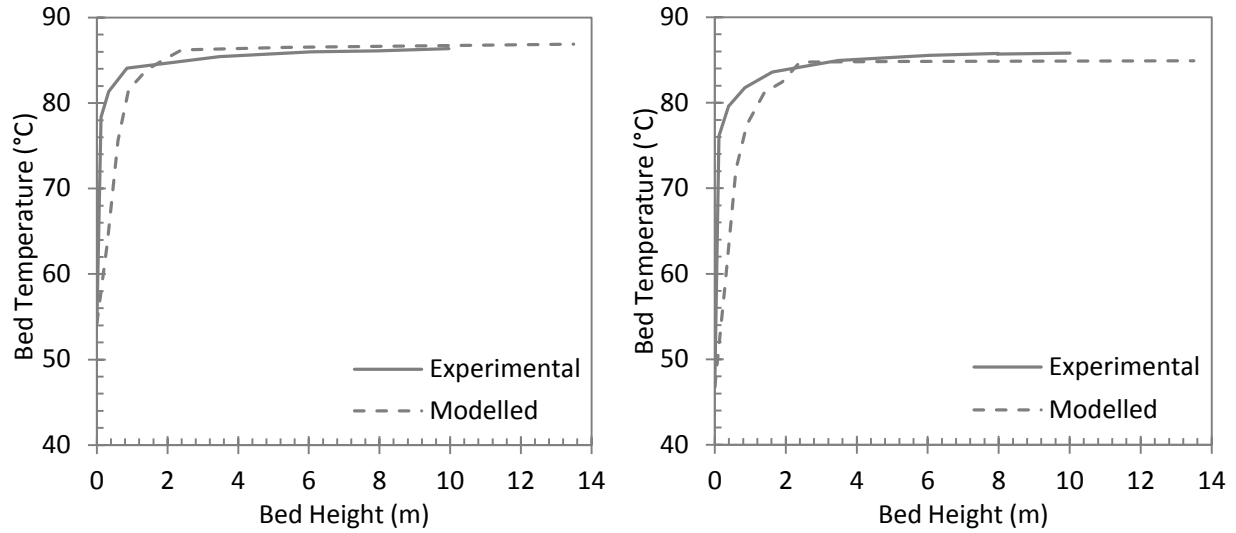 Bed Temperature (°C)
90
80
70
60
50
40
0 2 4 6 8 10 12 14
Bed Height (m)
Experimental
Modelled
Bed Temperature (°C)
90
80
70
60
50
40
0 2 4 6 8 10 12 14
Bed Height (m)
Experimental
Modelled